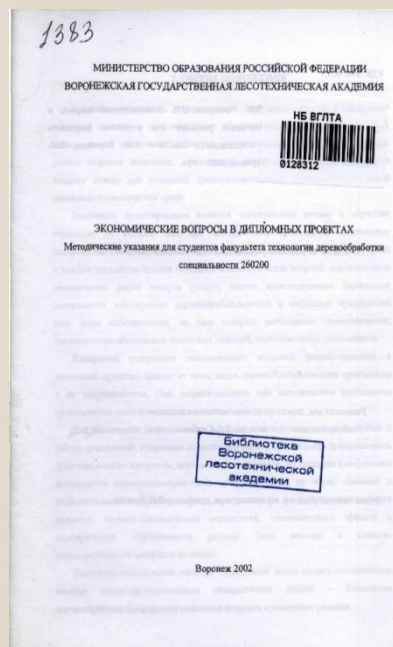 1383
МИНИСТЕРСТВО ОБРАЗОВАНИЯ РОССИЙСКОЙ ФЕДЕРАЦИИ
ВОРОНЕЖСКАЯ ГОСУДАРСТВЕННАЯ ЛЕСОТЕХНИЧЕСКАЯ АКАДЕМИЯ
НБ ВГЛТА
0128312
ЭКОНОМИЧЕСКИЕ ВОПРОСЫ В ДИПЛОМНЫХ ПРОЕКТАХ
Методические указания для студентов факультета технологии деревообработки
специальности 260200
Библиотека
Воронежской
лесотехнической
академии
Воронеж 2002